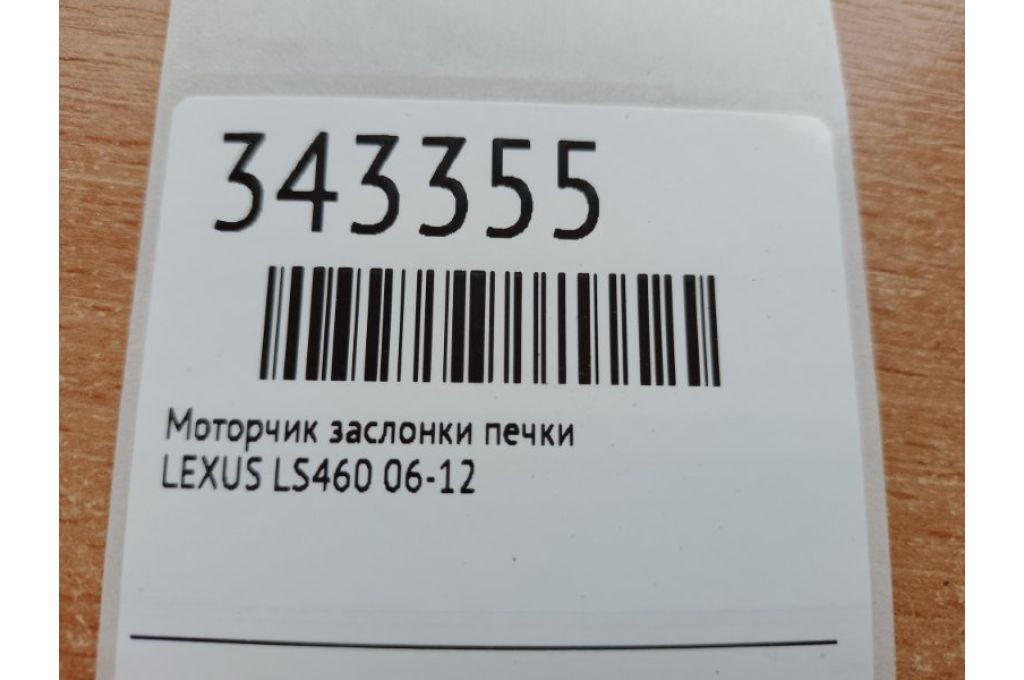 343355
Моторчик заслонки печки
LEXUS LS460 06-12